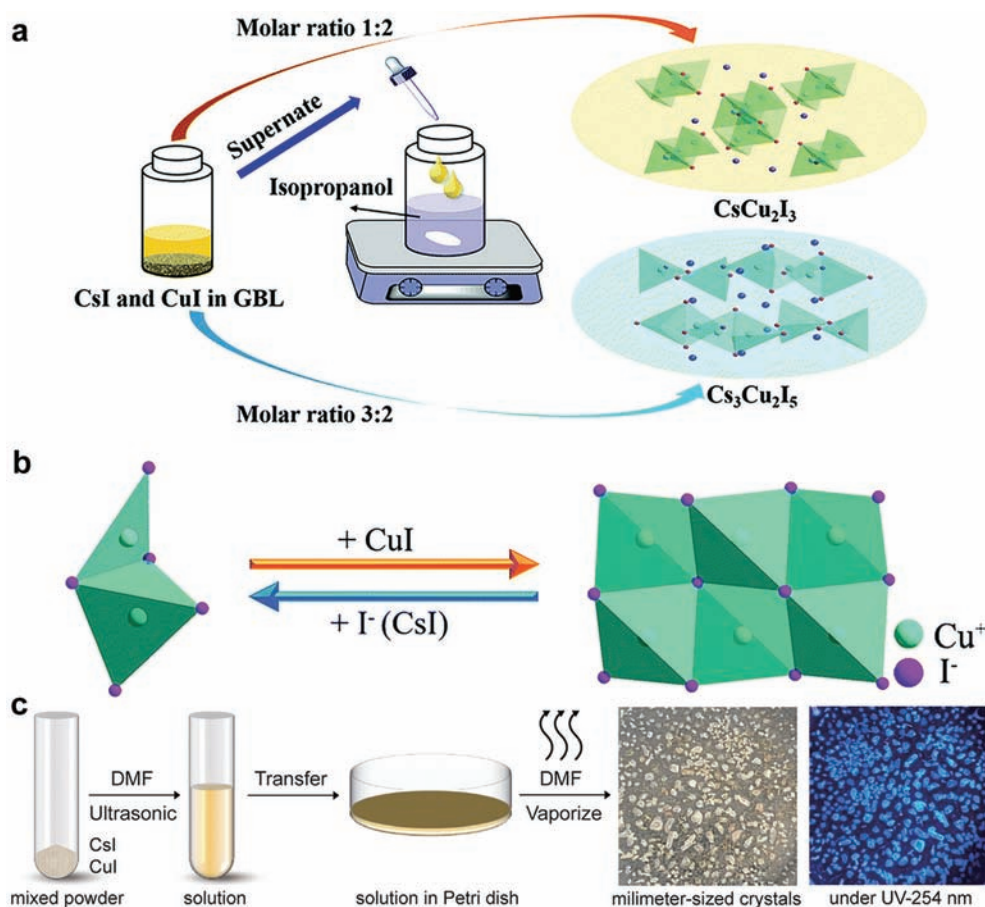 a
Molar ratio 1:2
Supernate
Isopropanol
CsCu₂I₃
CsI and CuI in GBL
Molar ratio 3:2
Cs₃Cu₂I₅
b
+ CuI
+ I⁻ (CsI)
Cu⁺
I⁻
c
DMF
Ultrasonic
CsI
CuI
Transfer
DMF
Vaporize
mixed powder
solution
solution in Petri dish
milimeter-sized crystals
under UV-254 nm